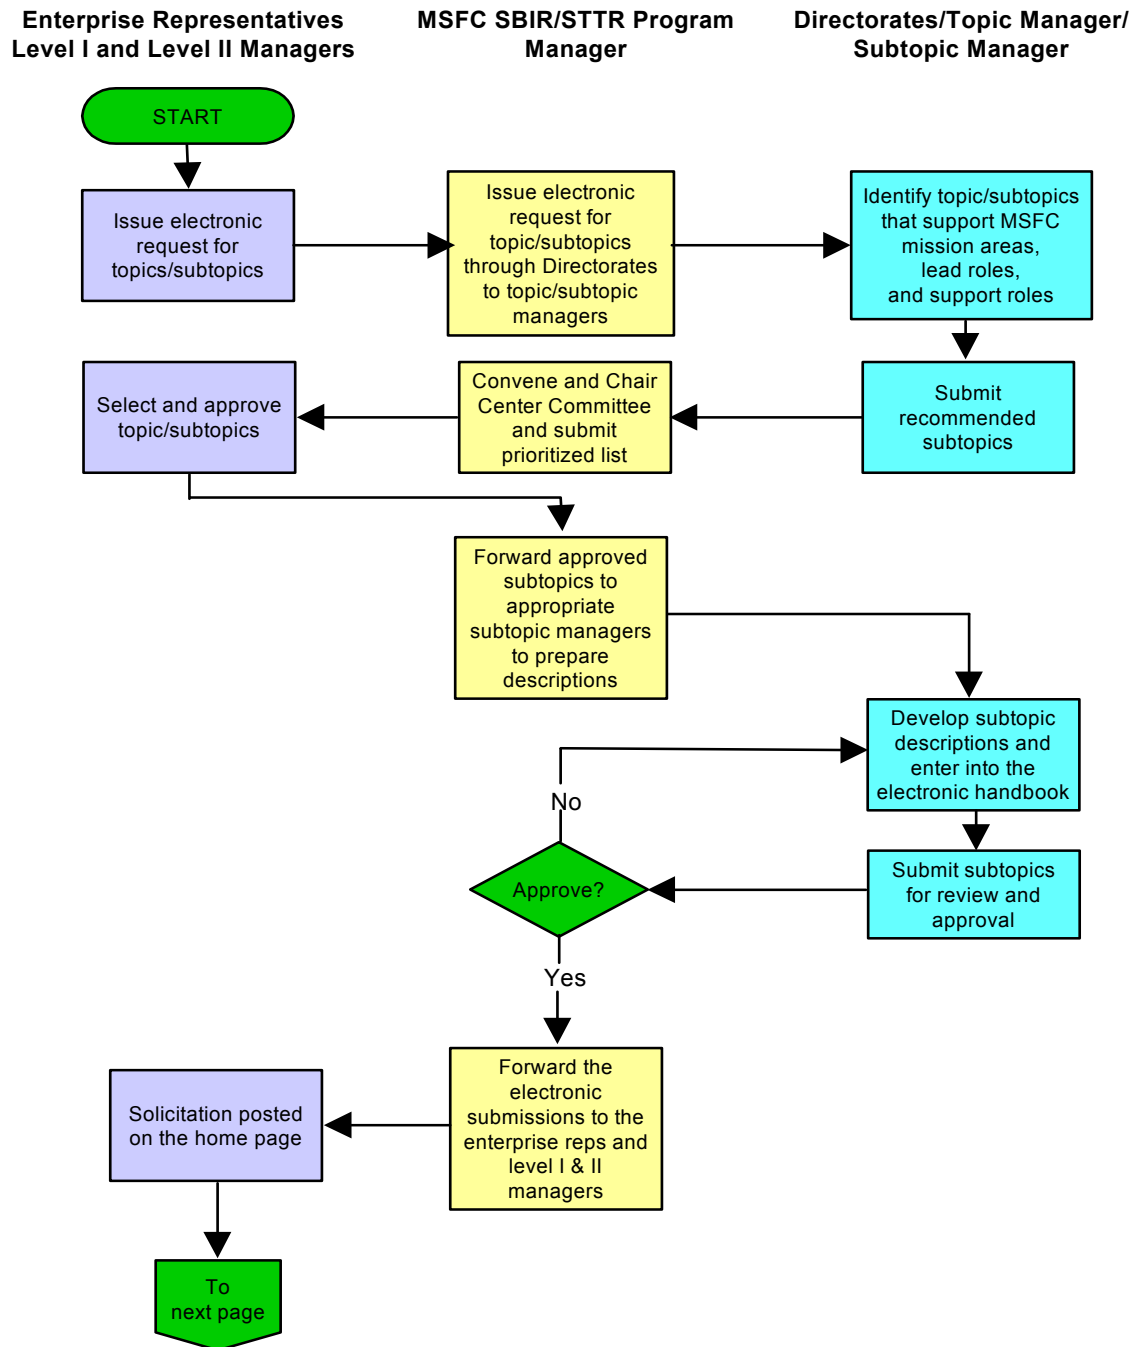 Enterprise Representatives
Level I and Level II Managers
MSFC SBIR/STTR Program
Manager
Directorates/Topic Manager/
Subtopic Manager
START
Issue electronic
request for
topics/subtopics
Issue electronic
request for
topic/subtopics
through Directorates
to topic/subtopic
managers
Identify topic/subtopics
that support MSFC
mission areas,
lead roles,
and support roles
Select and approve
topic/subtopics
Convene and Chair
Center Committee
and submit
prioritized list
Submit
recommended
subtopics
Forward approved
subtopics to
appropriate
subtopic managers
to prepare
descriptions
Develop subtopic
descriptions and
enter into the
electronic handbook
No
Approve?
Submit subtopics
for review and
approval
Yes
Forward the
electronic
submissions to the
enterprise reps and
level I & II
managers
Solicitation posted
on the home page
To
next page